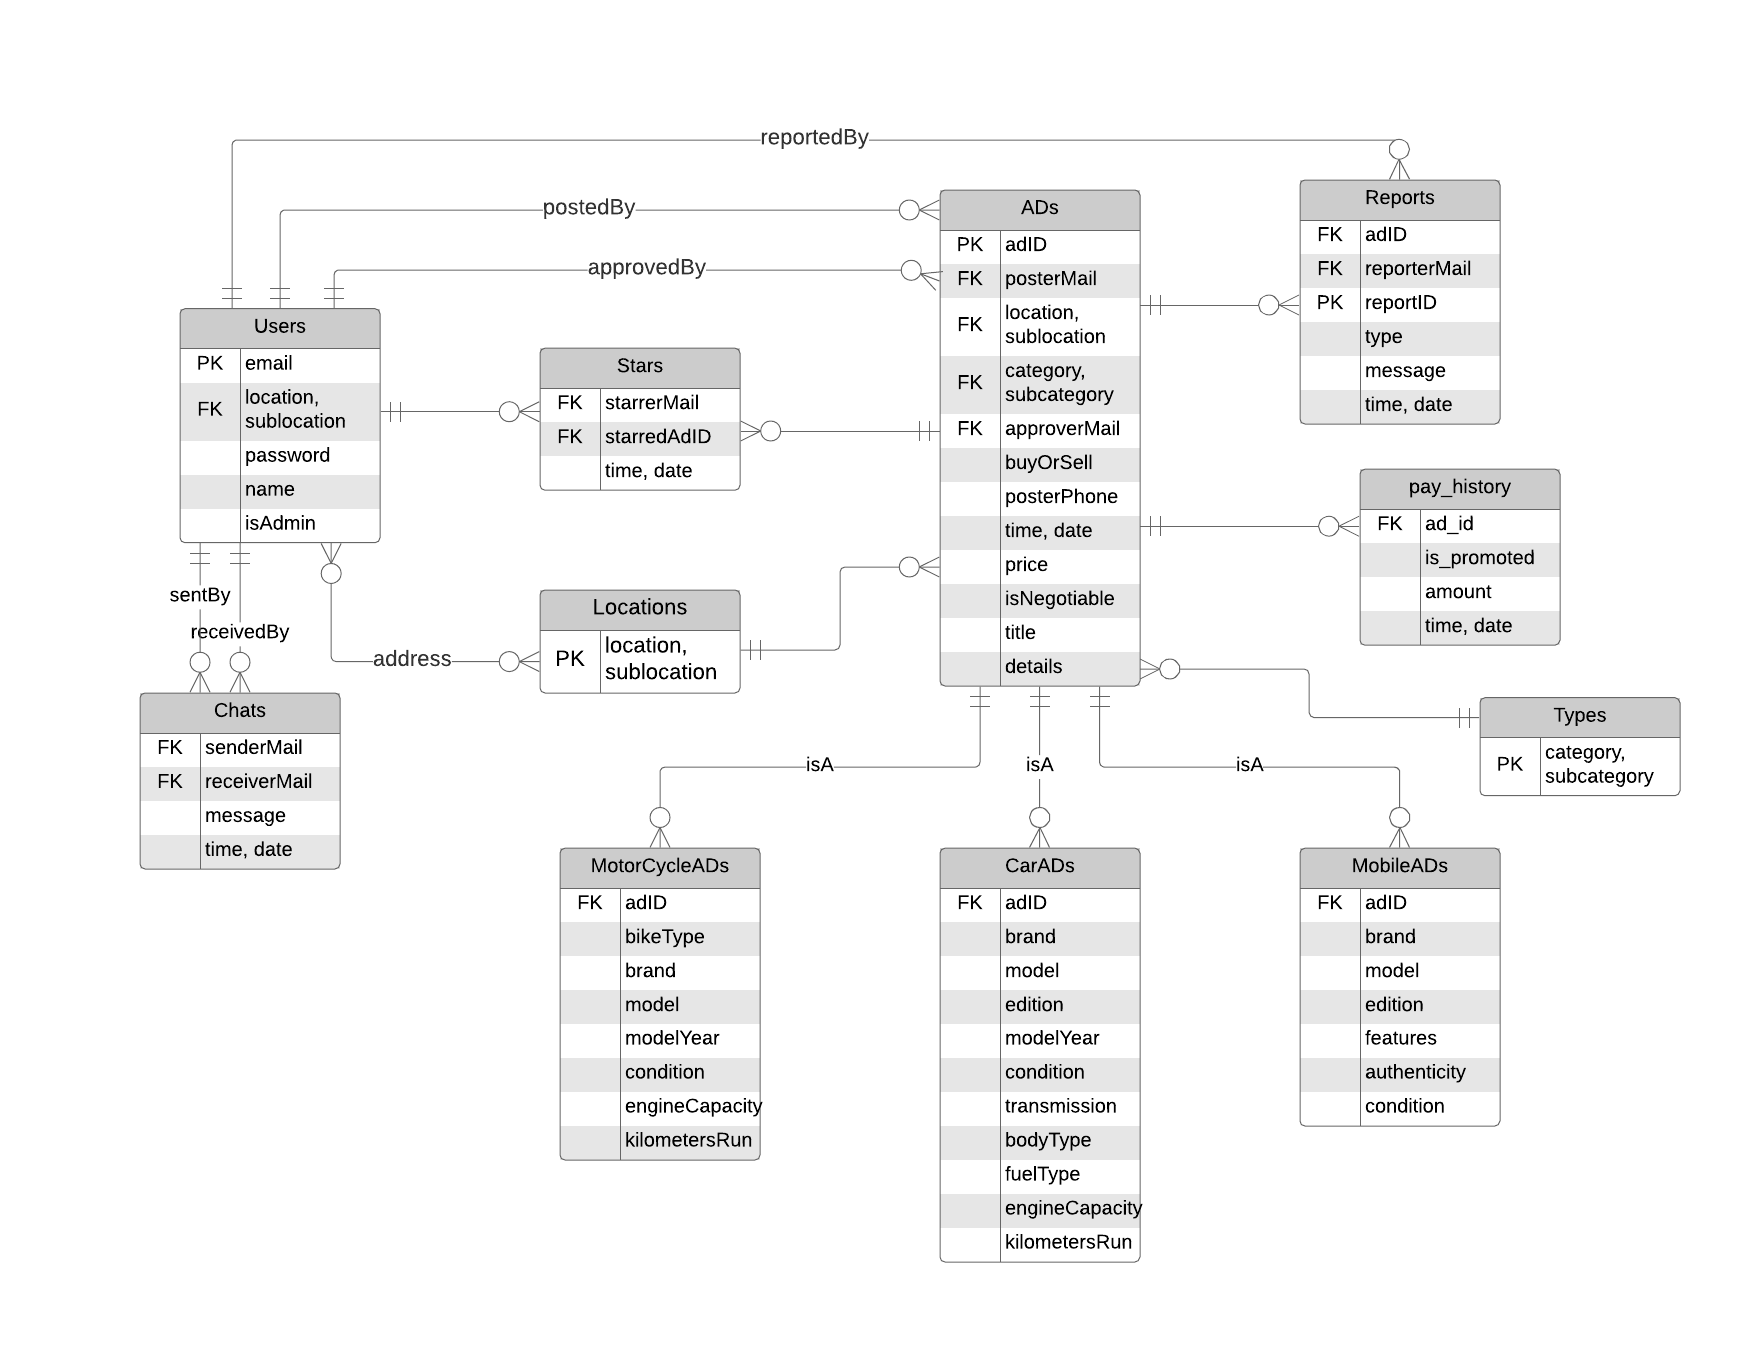 reportedBy
postedBy
approvedBy
Users
PK email
FK location,
sublocation
password
name
isAdmin
Stars
FK starrerMail
FK starredAdID
time, date
ADs
PK adID
FK posterMail
FK location,
sublocation
FK category,
subcategory
FK approverMail
buyOrSell
posterPhone
time, date
price
isNegotiable
title
details
Reports
FK adID
FK reporterMail
PK reportID
type
message
time, date
pay_history
FK ad_id
is_promoted
amount
time, date
sentBy
receivedBy
address
Locations
PK location,
sublocation
Chats
FK senderMail
FK receiverMail
message
time, date
Types
PK category,
subcategory
isA
isA
isA
MotorCycleADs
FK adID
bikeType
brand
model
modelYear
condition
engineCapacity
kilometersRun
CarADs
FK adID
brand
model
edition
modelYear
condition
transmission
bodyType
fuelType
engineCapacity
kilometersRun
MobileADs
FK adID
brand
model
edition
features
authenticity
condition